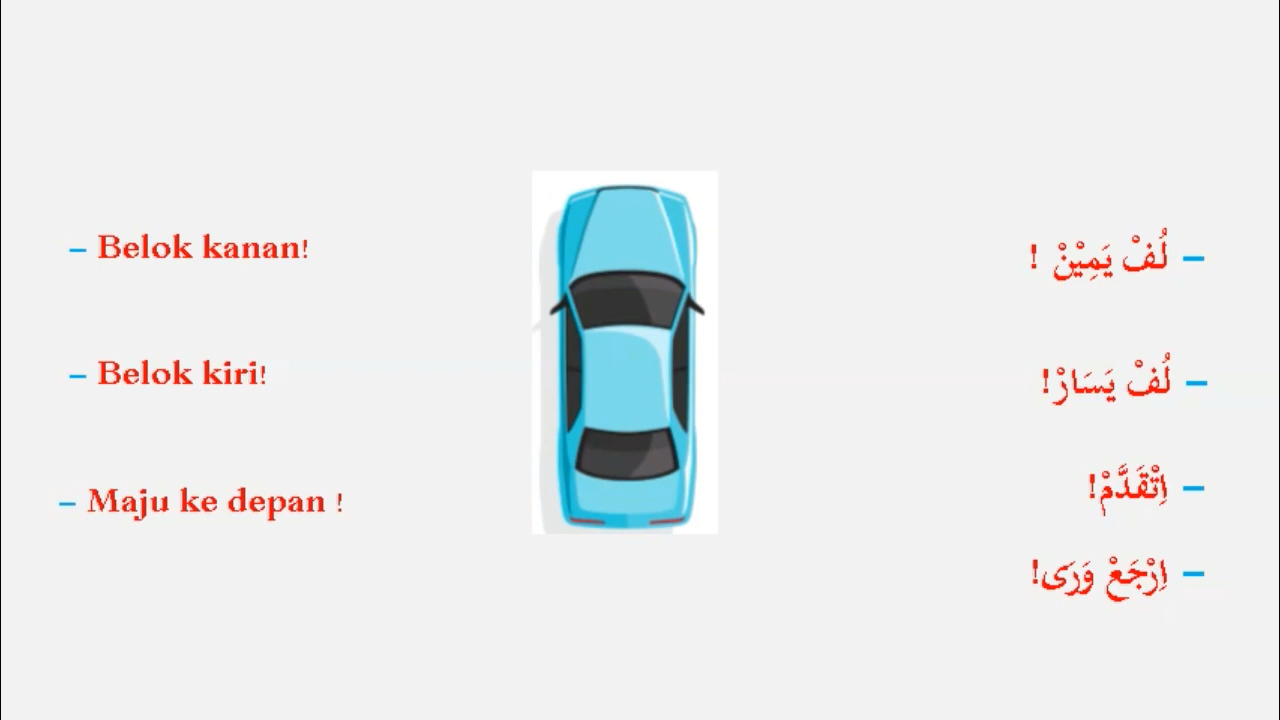 – Belok kanan!
– لُفْ يَمِيْنْ !
– Belok kiri!
– لُفْ يَسَارْ!
– Maju ke depan !
– اِتْقَدَّمْ!
– اِرْجَعْ وَرَى!